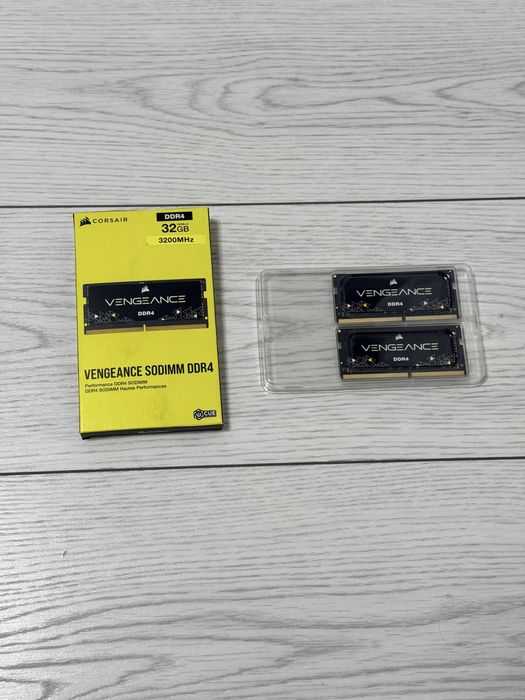 CORSAIR
DDR4
32GB
3200MHz
VENGEANCE
DDR4
VENGEANCE SODIMM DDR4
Performance DDR4 SODIMM
DDR4 SODIMM Hautes Performances
iCUE
VENGEANCE
DDR4
VENGEANCE
DDR4